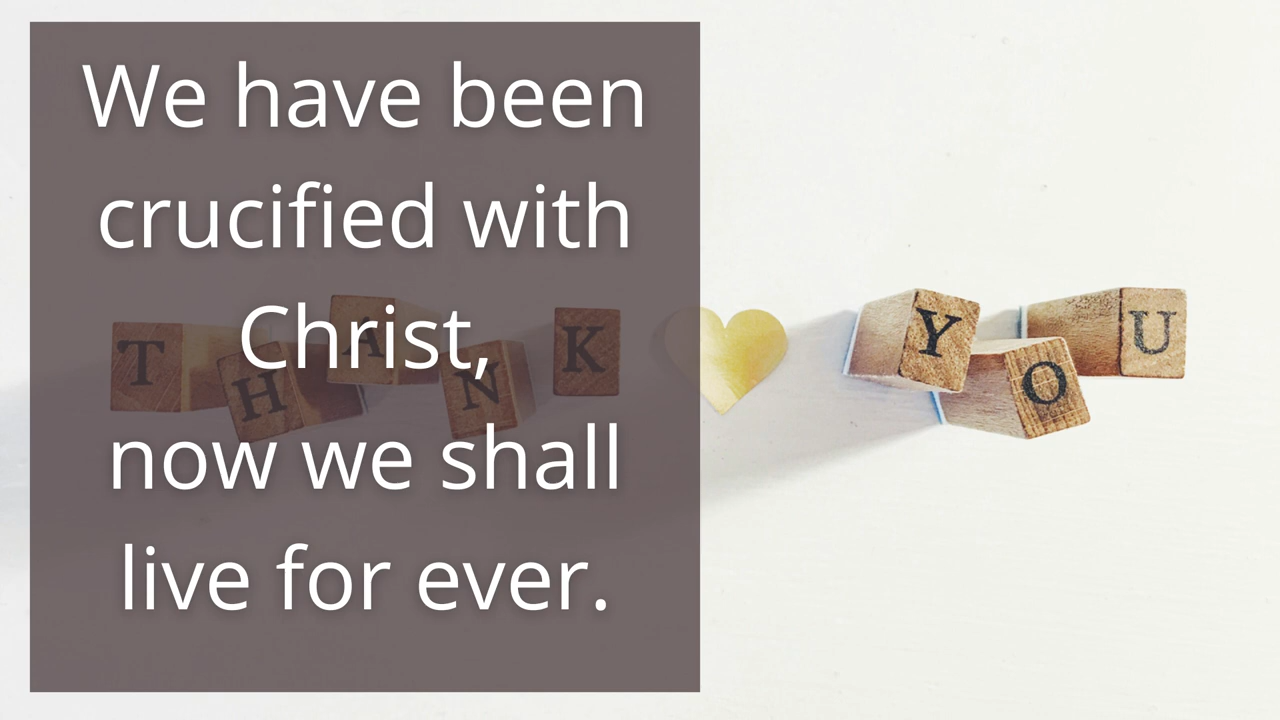 We have been
crucified with
Christ,
now we shall
live for ever.
THANK YOU